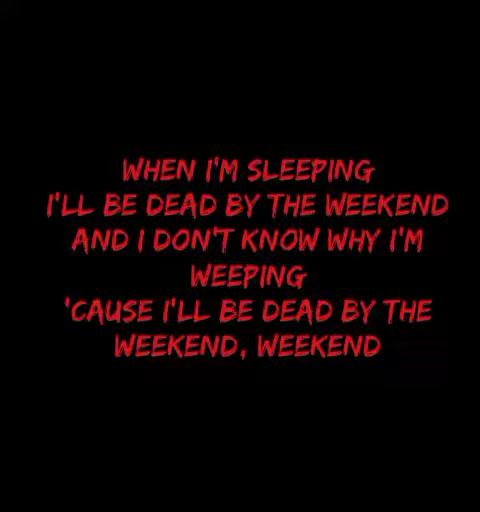 WHEN I'M SLEEPING
I'LL BE DEAD BY THE WEEKEND
AND I DON'T KNOW WHY I'M
WEEPING
'CAUSE I'LL BE DEAD BY THE
WEEKEND, WEEKEND